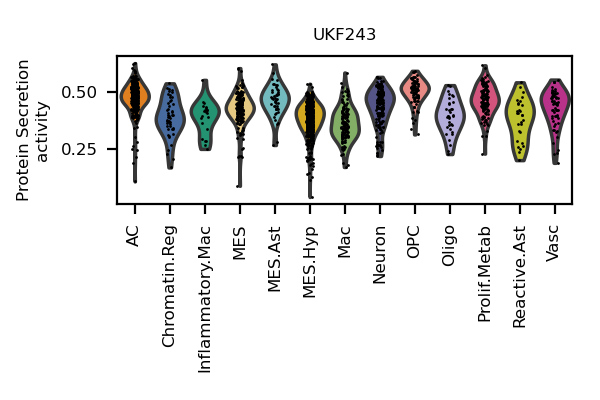 UKF243
Protein Secretion
activity
0.50
0.25
AC
Chromatin.Reg
Inflammatory.Mac
MES
MES.Ast
MES.Hyp
Mac
Neuron
OPC
Oligo
Prolif.Metab
Reactive.Ast
Vasc